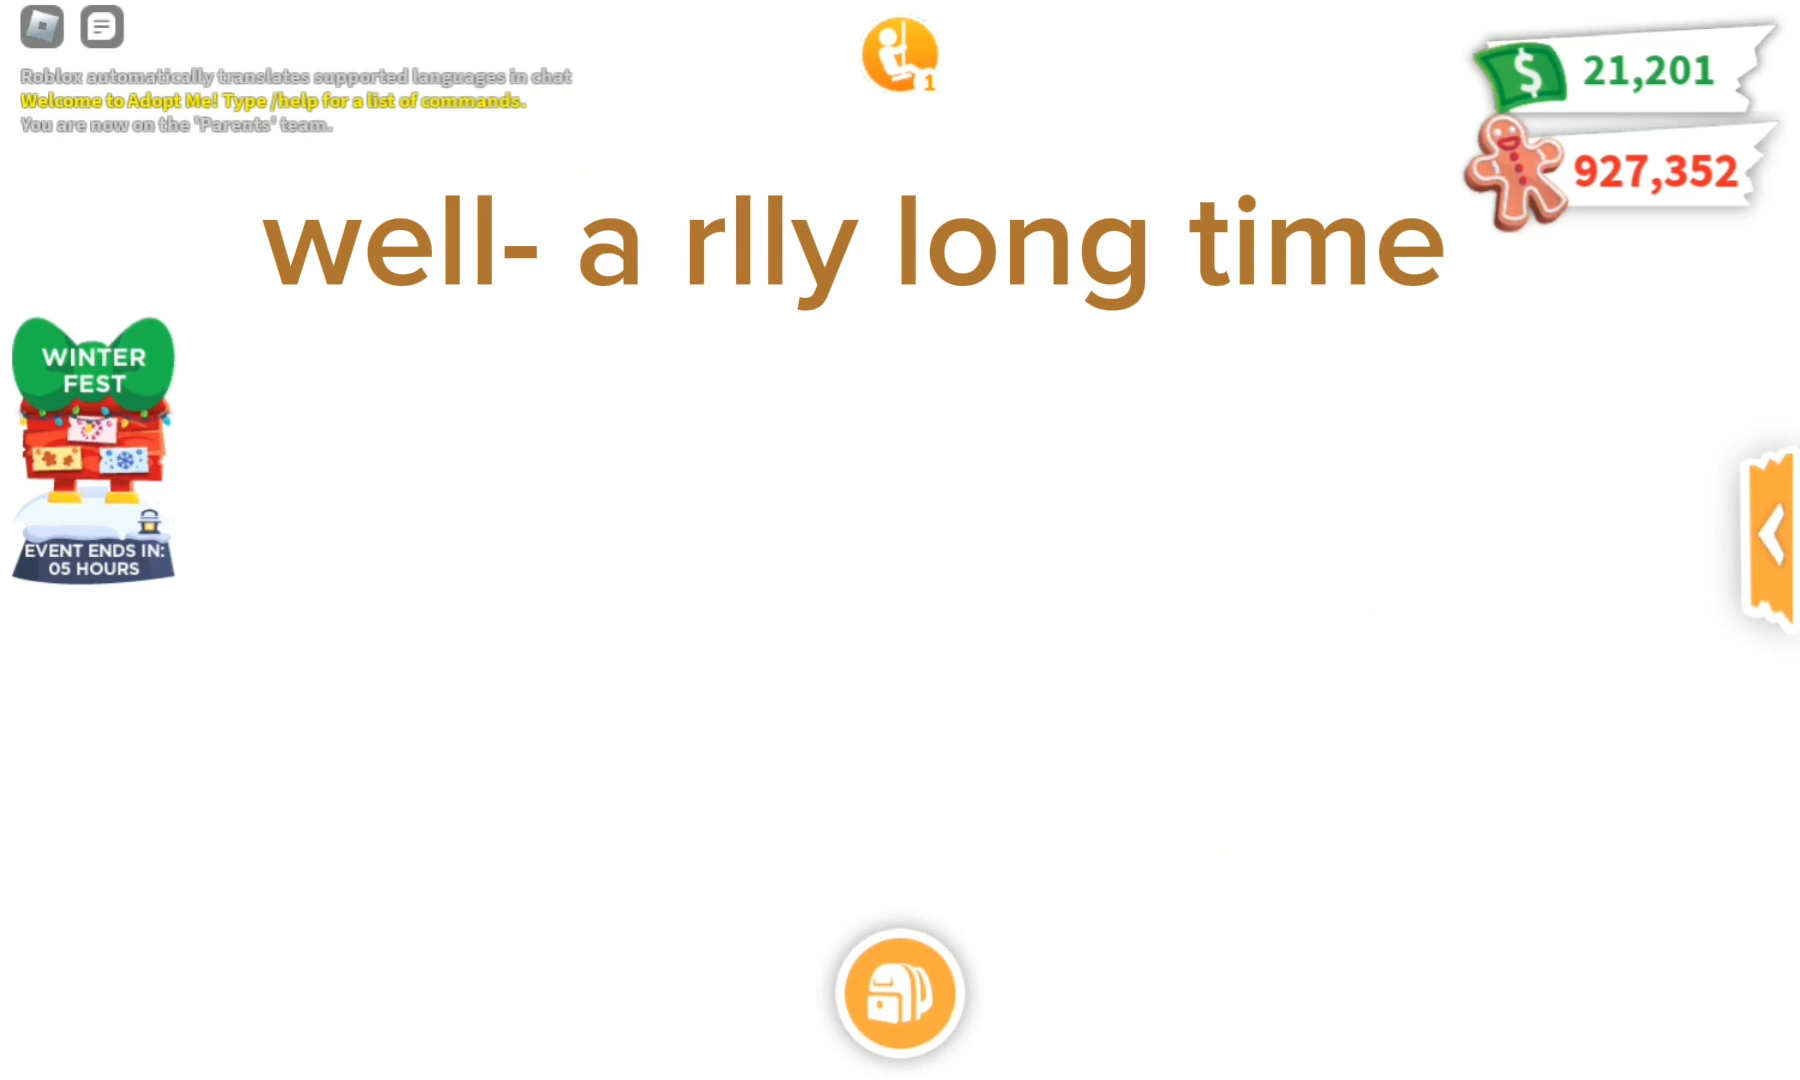 Roblox automatically translates supported languages in chat
Welcome to Adopt Me! Type /help for a list of commands.
You are now on the 'Parents' team.
1
$ 21,201
927,352
well- a rlly long time
WINTER
FEST
EVENT ENDS IN:
05 HOURS